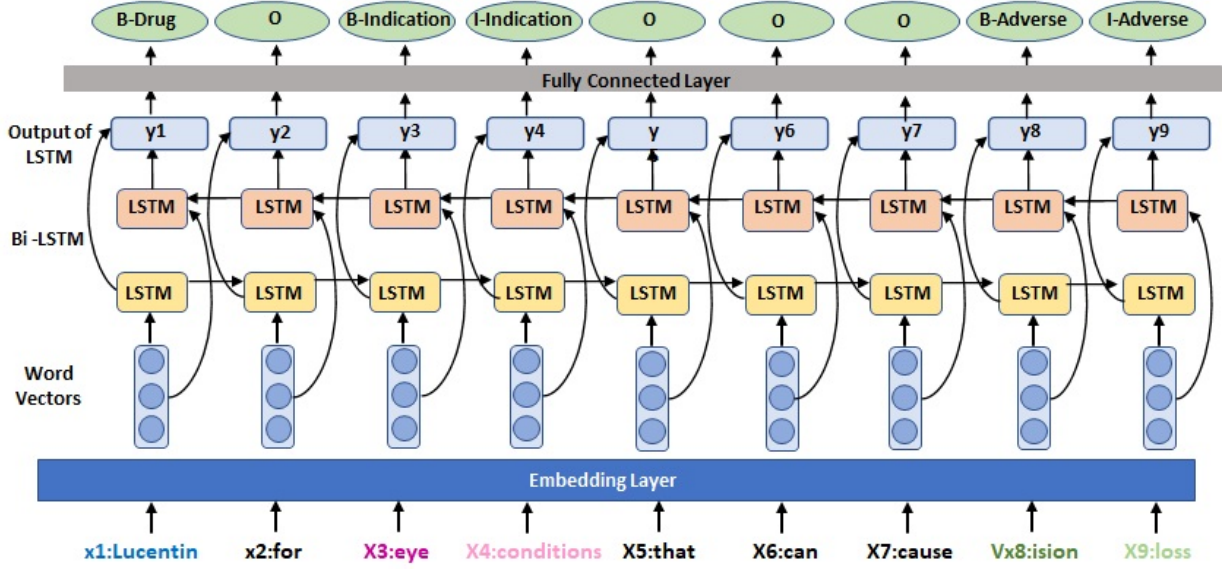 B-Drug O B-Indication I-Indication O O O B-Adverse I-Adverse
Fully Connected Layer
Output of LSTM
y1 y2 y3 y4 y y6 y7 y8 y9
LSTM LSTM LSTM LSTM LSTM LSTM LSTM LSTM LSTM
Bi -LSTM
LSTM LSTM LSTM LSTM LSTM LSTM LSTM LSTM LSTM
Word
Vectors
Embedding Layer
x1:Lucentin x2:for X3:eye X4:conditions X5:that X6:can X7:cause Vx8:ision X9:loss